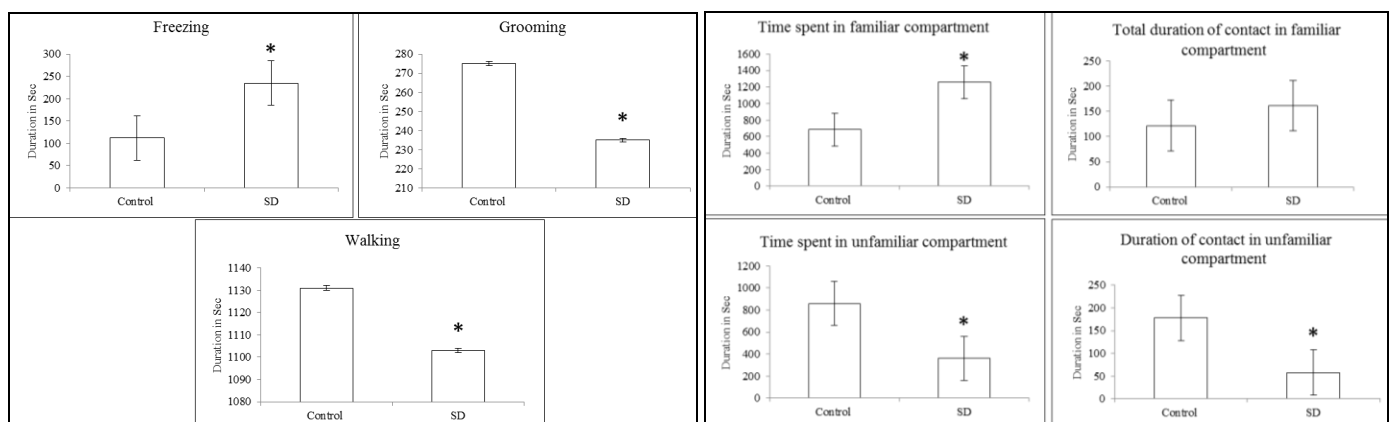 Freezing
Duration in Sec
300
250
200
150
100
50
0
*
Control
SD
Grooming
Duration in Sec
280
270
260
250
240
230
220
210
*
Control
SD
Walking
Duration in Sec
1140
1130
1120
1110
1100
1090
1080
*
Control
SD
Time spent in familiar compartment
Duration in Sec
1600
1400
1200
1000
800
600
400
200
0
*
Control
SD
Total duration of contact in familiar
compartment
Duration in Sec
250
200
150
100
50
0
Control
SD
Time spent in unfamiliar compartment
Duration in Sec
1200
1000
800
600
400
200
0
*
Control
SD
Duration of contact in unfamiliar
compartment
Duration in Sec
250
200
150
100
50
0
*
Control
SD